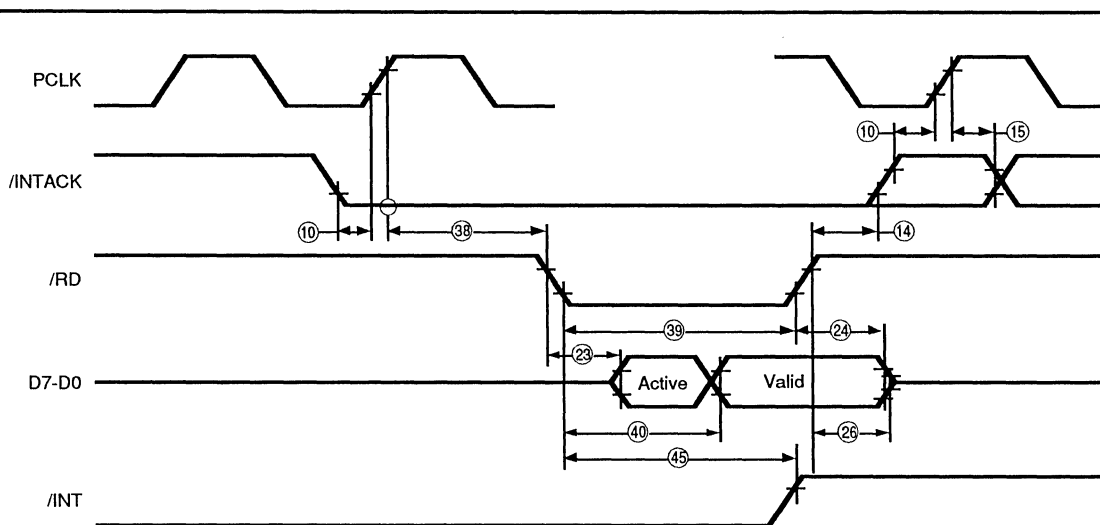 PCLK
⑩ ⑮
/INTACK
⑩ ㊳ ⑭
/RD
㊴ ㉔
㉓
D7-D0 Active Valid
㊵ ㉖
㊺
/INT